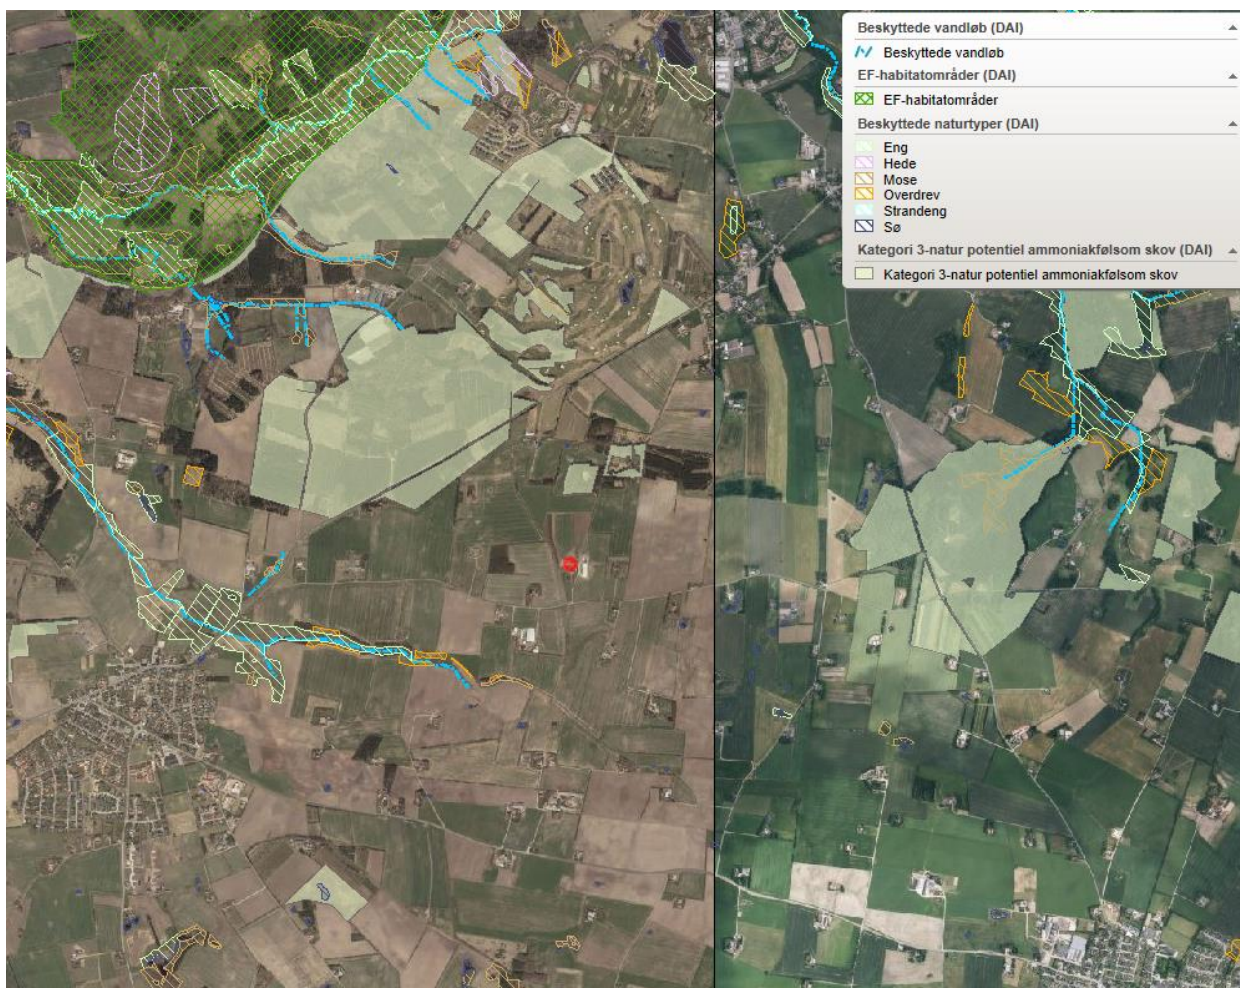 Beskyttede vandløb (DAI)
Beskyttede vandløb
EF-habitatområder (DAI)
EF-habitatområder
Beskyttede naturtyper (DAI)
Eng
Hede
Mose
Overdrev
Strandeng
Sø
Kategori 3-natur potentiel ammoniakfølsom skov (DAI)
Kategori 3-natur potentiel ammoniakfølsom skov